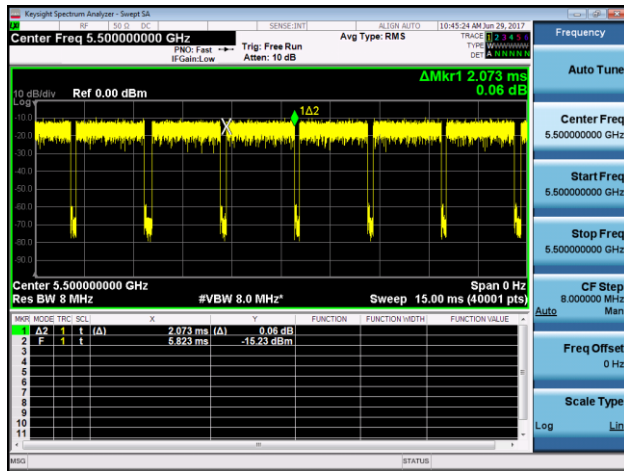 Keysight Spectrum Analyzer - Swept SA
RF 50 Ω DC SENSE:INT ALIGN AUTO 10:45:24 AM Jun 29, 2017
Center Freq 5.500000000 GHz
PNO: Fast
IFGain:Low
Trig: Free Run
Atten: 10 dB
Avg Type: RMS
TRACE 1 2 3 4 5 6
TYPE WWWWWW
DET A N N N N N
ΔMkr1 2.073 ms
0.06 dB
10 dB/div Ref 0.00 dBm
Log
1Δ2
-10.0
-20.0
-30.0
-40.0
-50.0
-60.0
-70.0
-80.0
-90.0
X
Center 5.500000000 GHz Span 0 Hz
Res BW 8 MHz #VBW 8.0 MHz* Sweep 15.00 ms (40001 pts)
MKR MODE TRC SCL X Y FUNCTION FUNCTION WIDTH FUNCTION VALUE
1 Δ2 1 t (Δ) 2.073 ms (Δ) 0.06 dB
2 F 1 t 5.823 ms -15.23 dBm
3
4
5
6
7
8
9
10
11
MSG STATUS
Frequency
Auto Tune
Center Freq
5.500000000 GHz
Start Freq
5.500000000 GHz
Stop Freq
5.500000000 GHz
CF Step
8.000000 MHz
Auto Man
Freq Offset
0 Hz
Scale Type
Log Lin